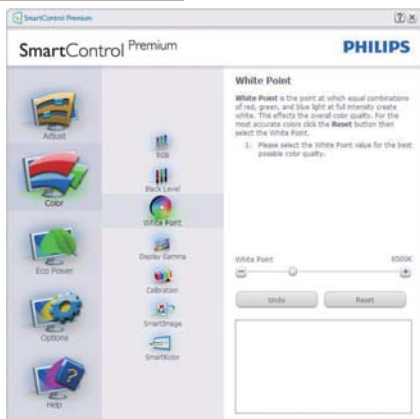 SmartControl Premium
SmartControl Premium
PHILIPS
Adjust
Color
Eco Power
Options
Help
RGB
Black Level
White Point
Display Gamma
Calibration
SmartImage
SmartKolor
White Point
White Point is the point at which equal combinations
of red, green, and blue light at full intensity create
white. This effects the overall color quality. For the
most accurate colors click the Reset button then
select the White Point.
1. Please select the White Point value for the best
possible color quality.
White Point 6500K
Undo
Reset